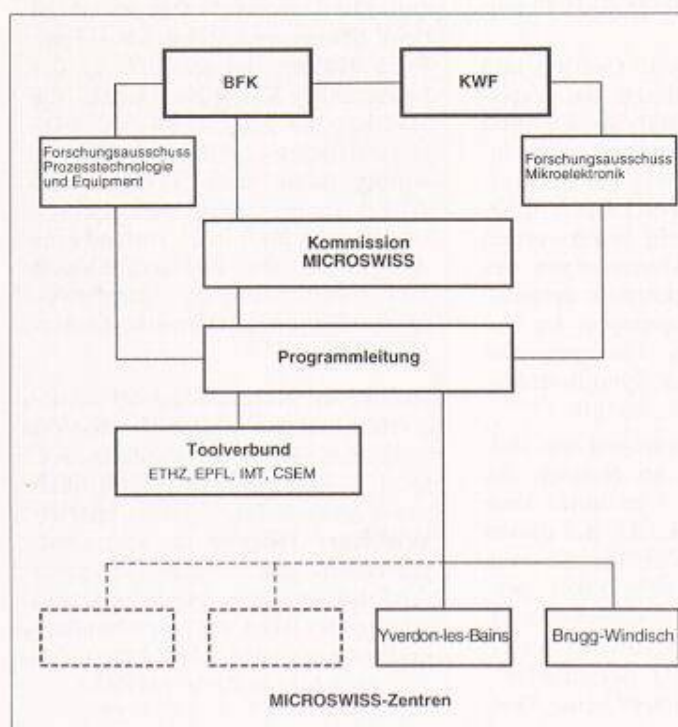 BFK
KWF
Forschungsausschuss
Prozesstechnologie
und Equipment
Forschungsausschuss
Mikroelektronik
Kommission
MICROSWISS
Programmleitung
Toolverbund
ETHZ, EPFL, IMT, CSEM
Yverdon-les-Bains
Brugg-Windisch
MICROSWISS-Zentren